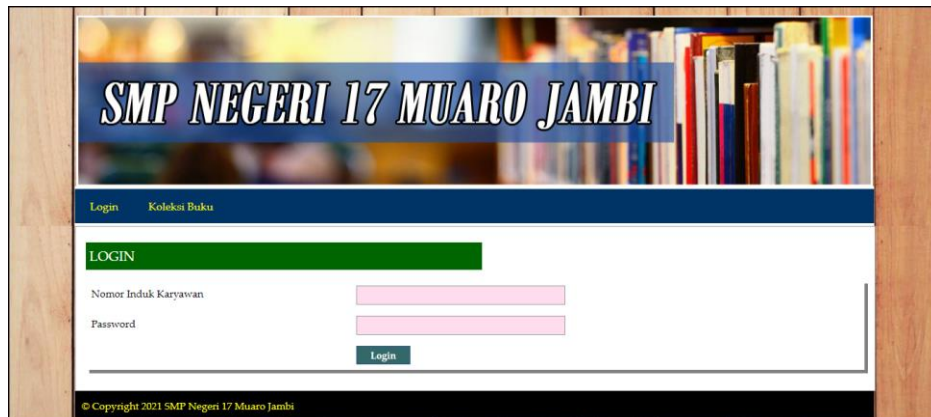 SMP NEGERI 17 MUARO JAMBI
Login Koleksi Buku
LOGIN
Nomor Induk Karyawan
Password
Login
© Copyright 2021 SMP Negeri 17 Muaro Jambi